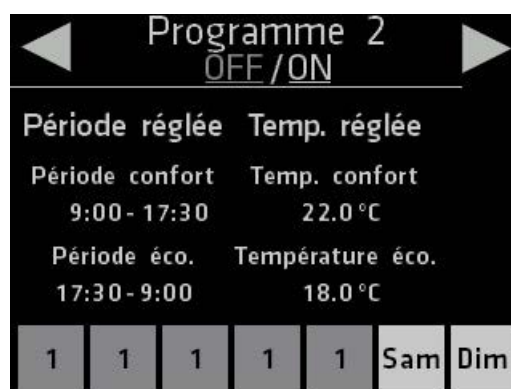 Programme 2
OFF/ON
Période réglée Temp. réglée
Période confort Temp. confort
9:00-17:30 22.0°C
Période éco. Température éco.
17:30-9:00 18.0°C
1 1 1 1 1 Sam Dim